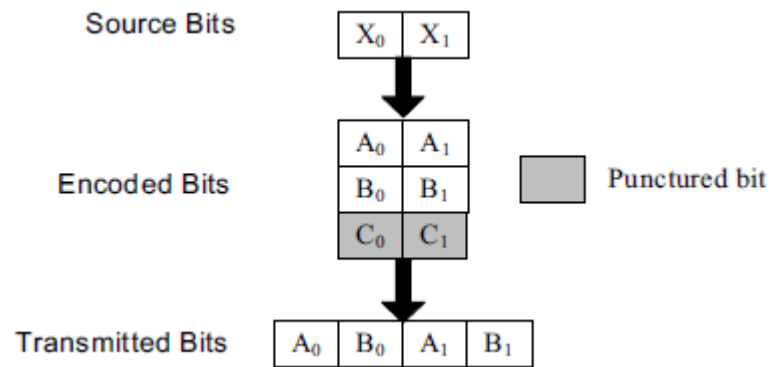 Source Bits
X₀ X₁
A₀ A₁
Encoded Bits
B₀ B₁
Punctured bit
C₀ C₁
Transmitted Bits
A₀ B₀ A₁ B₁